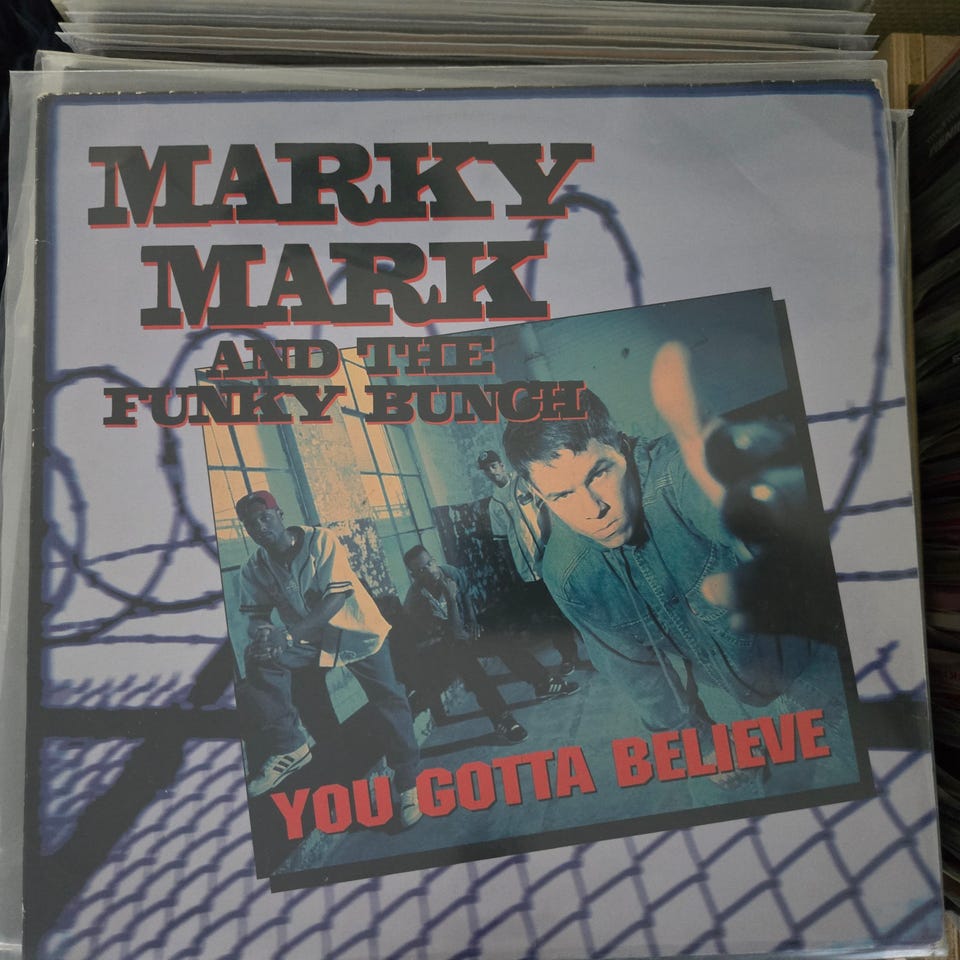 MARKY
MARK
AND THE
FUNKY BUNCH
YOU GOTTA BELIEVE